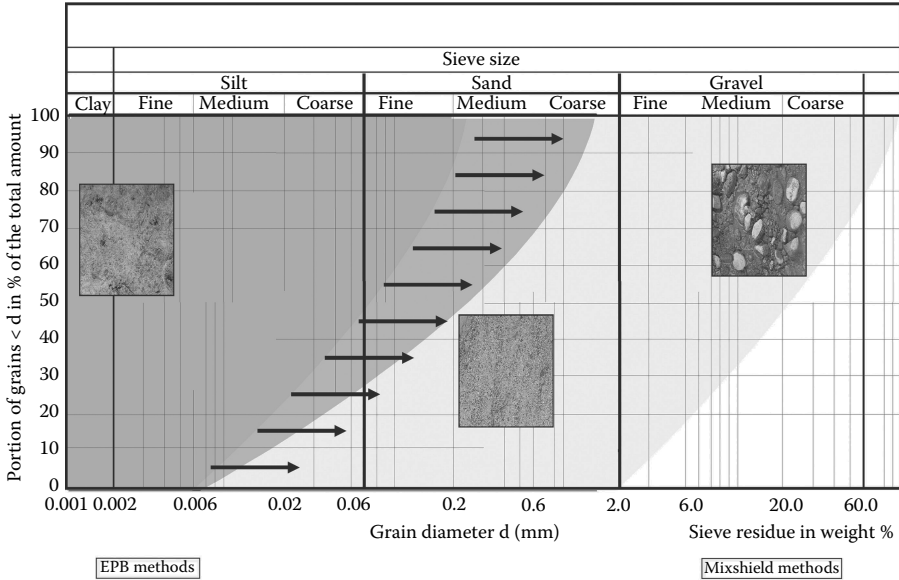 Sieve size
Silt Sand Gravel
Clay Fine Medium Coarse Fine Medium Coarse Fine Medium Coarse
Portion of grains < d in % of the total amount
100
90
80
70
60
50
40
30
20
10
0
0.001 0.002 0.006 0.02 0.06 0.2 0.6 2.0 6.0 20.0 60.0
Grain diameter d (mm) Sieve residue in weight %
EPB methods Mixshield methods